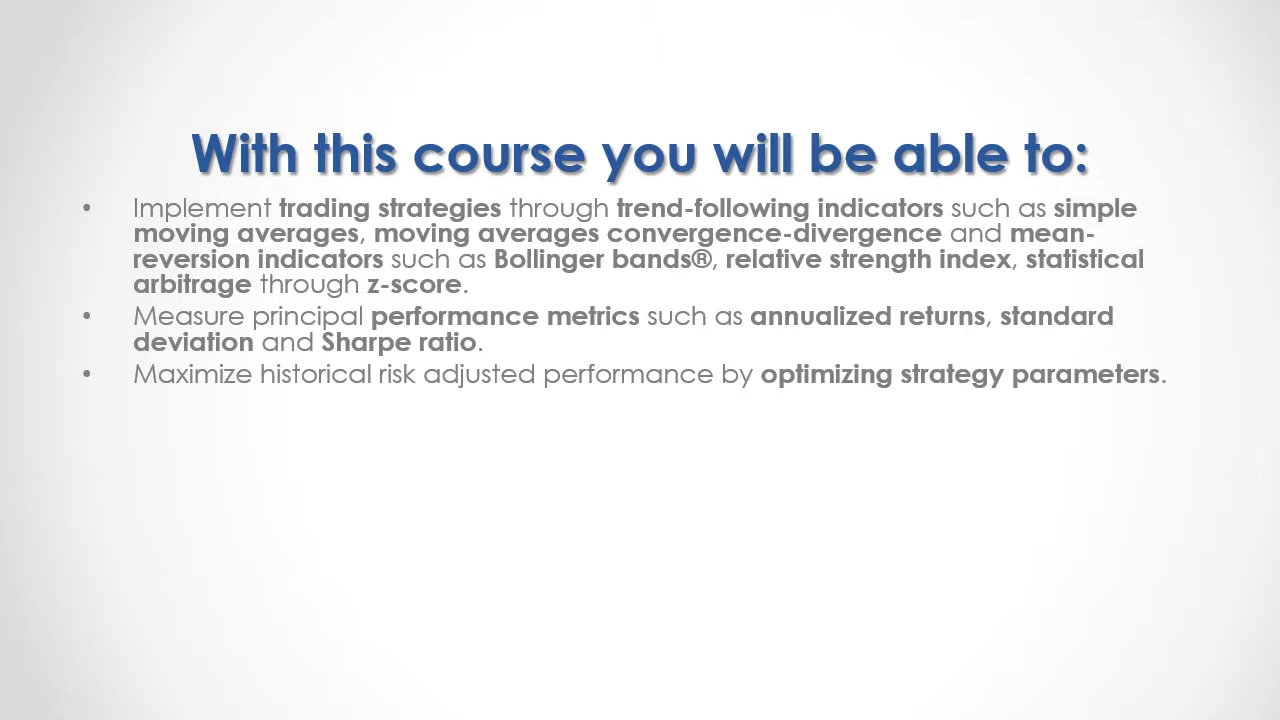 With this course you will be able to:
• Implement trading strategies through trend-following indicators such as simple
moving averages, moving averages convergence-divergence and mean-
reversion indicators such as Bollinger bands®, relative strength index, statistical
arbitrage through z-score.
• Measure principal performance metrics such as annualized returns, standard
deviation and Sharpe ratio.
• Maximize historical risk adjusted performance by optimizing strategy parameters.